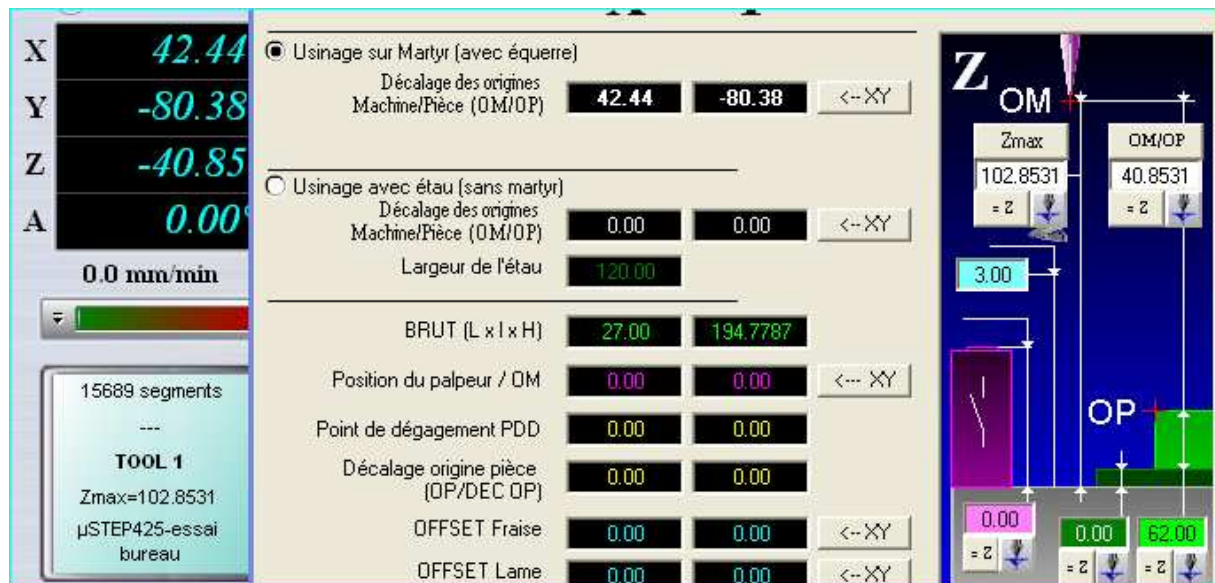 X 42.44
Y -80.38
Z -40.85
A 0.00°
0.0 mm/min
15689 segments
---
TOOL 1
Zmax=102.8531
µSTEP425-essai
bureau
Usinage sur Martyr (avec équerre)
Décalage des origines
Machine/Pièce (OM/OP) 42.44 -80.38 <--XY
Usinage avec étau (sans martyr)
Décalage des origines
Machine/Pièce (OM/OP) 0.00 0.00 <--XY
Largeur de l'étau 120.00
BRUT (L x l x H) 27.00 194.7787
Position du palpeur / OM 0.00 0.00 <--- XY
Point de dégagement PDD 0.00 0.00
Décalage origine pièce
(OP/DEC OP) 0.00 0.00
OFFSET Fraise 0.00 0.00 <--XY
OFFSET Lame 0.00 0.00 <--XY
Z
OM
Zmax OM/OP
102.8531 40.8531
= Z = Z
3.00
OP
0.00 0.00 62.00
= Z = Z = Z